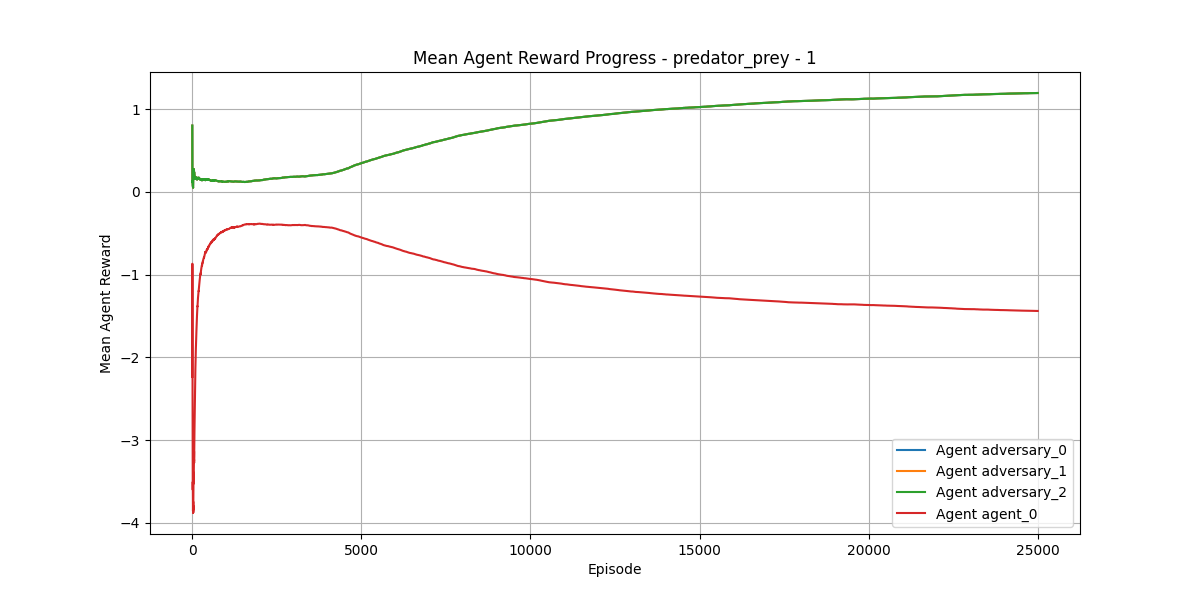 Mean Agent Reward Progress - predator_prey - 1
Mean Agent Reward
1
0
−1
−2
−3
−4
Agent adversary_0
Agent adversary_1
Agent adversary_2
Agent agent_0
0 5000 10000 15000 20000 25000
Episode